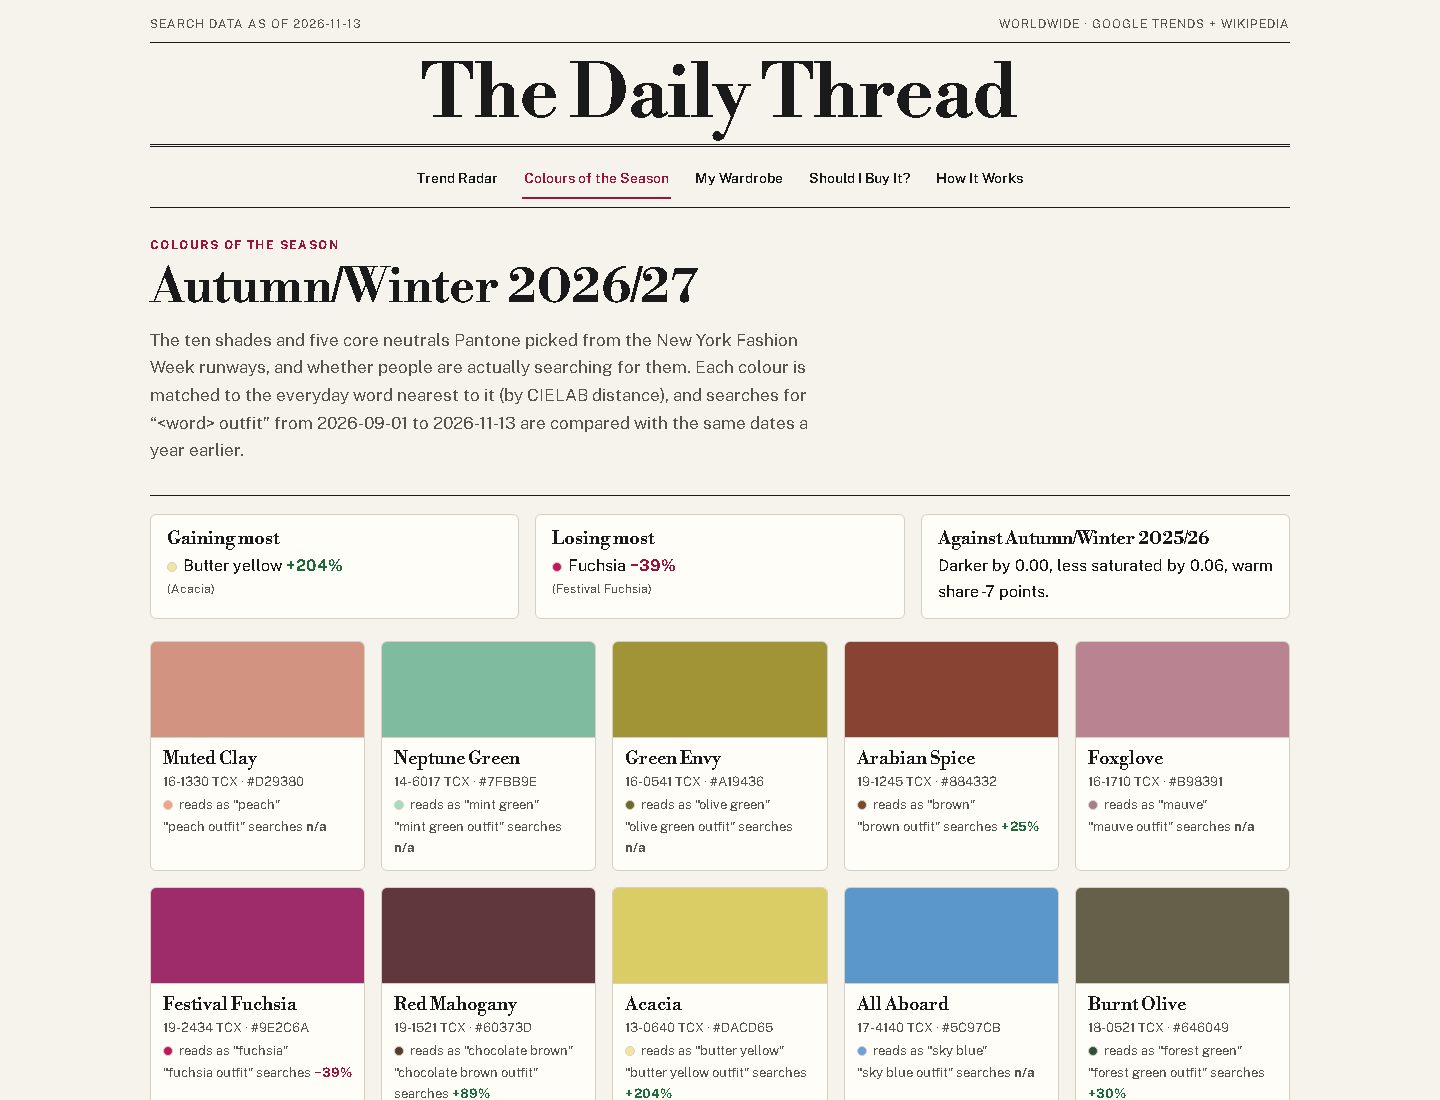 SEARCH DATA AS OF 2026-11-13
WORLDWIDE · GOOGLE TRENDS + WIKIPEDIA
The Daily Thread
Trend Radar
Colours of the Season
My Wardrobe
Should I Buy It?
How It Works
COLOURS OF THE SEASON
Autumn/Winter 2026/27
The ten shades and five core neutrals Pantone picked from the New York Fashion
Week runways, and whether people are actually searching for them. Each colour is
matched to the everyday word nearest to it (by CIELAB distance), and searches for
“<word> outfit” from 2026-09-01 to 2026-11-13 are compared with the same dates a
year earlier.
Gaining most
Butter yellow +204%
(Acacia)
Losing most
Fuchsia −39%
(Festival Fuchsia)
Against Autumn/Winter 2025/26
Darker by 0.00, less saturated by 0.06, warm
share -7 points.
Muted Clay
16-1330 TCX · #D29380
reads as "peach"
"peach outfit" searches n/a
Neptune Green
14-6017 TCX · #7FBB9E
reads as "mint green"
"mint green outfit" searches
n/a
Green Envy
16-0541 TCX · #A19436
reads as "olive green"
"olive green outfit" searches
n/a
Arabian Spice
19-1245 TCX · #884332
reads as "brown"
"brown outfit" searches +25%
Foxglove
16-1710 TCX · #B98391
reads as "mauve"
"mauve outfit" searches n/a
Festival Fuchsia
19-2434 TCX · #9E2C6A
reads as "fuchsia"
"fuchsia outfit" searches −39%
Red Mahogany
19-1521 TCX · #60373D
reads as "chocolate brown"
"chocolate brown outfit"
searches +89%
Acacia
13-0640 TCX · #DACD65
reads as "butter yellow"
"butter yellow outfit" searches
+204%
All Aboard
17-4140 TCX · #5C97CB
reads as "sky blue"
"sky blue outfit" searches n/a
Burnt Olive
18-0521 TCX · #646049
reads as "forest green"
"forest green outfit" searches
+30%